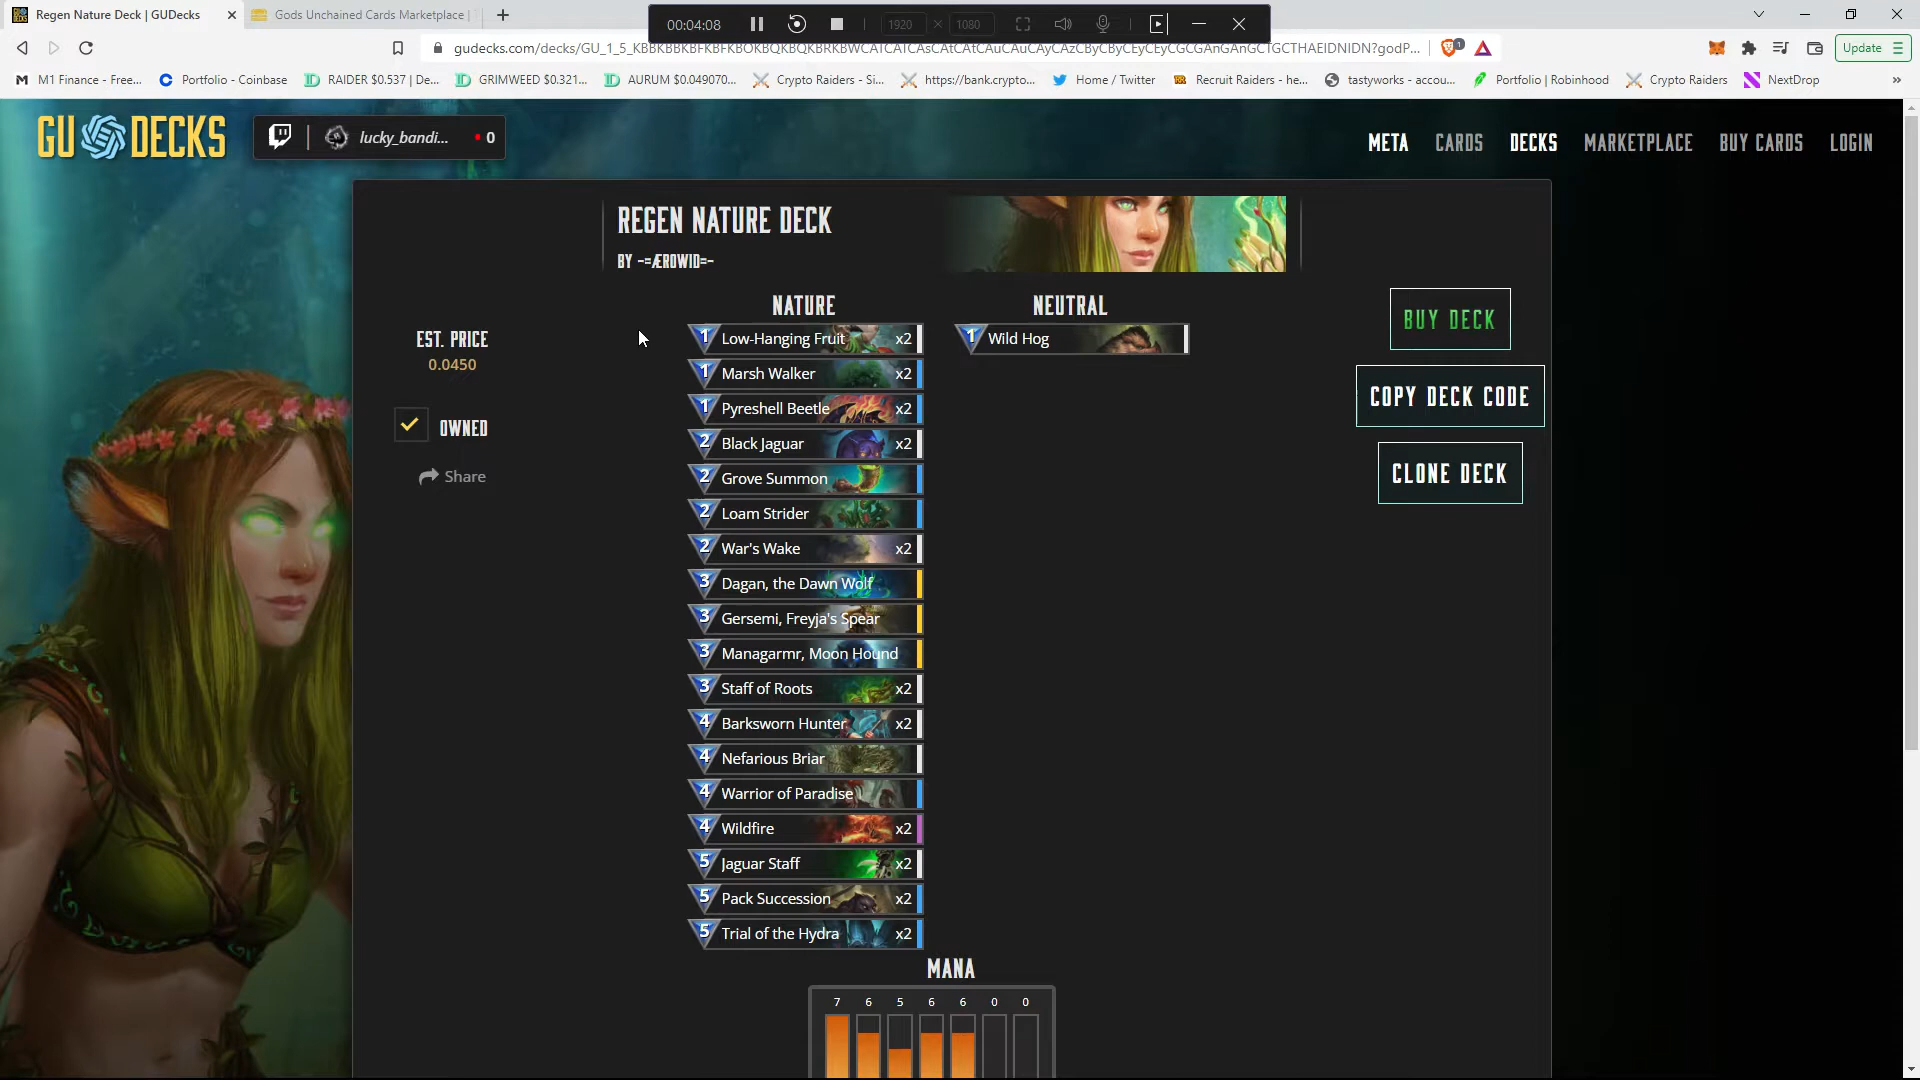 Regen Nature Deck | GUDecks
Gods Unchained Cards Marketplace |
00:04:08
1920 × 1080
gudecks.com/decks/GU_1_5_KBBKBBKBFKBFKBOKBQKBQKBRKBWCATCATCAsCAtCAtCAuCAuCAyCAzCByCByCEyCEyCGCGAnGAnGCTGCTHAEIDNIDN?godP...
1
Update
M1 Finance - Free...
Portfolio - Coinbase
RAIDER $0.537 | De...
GRIMWEED $0.321...
AURUM $0.049070...
Crypto Raiders - Si...
https://bank.crypto...
Home / Twitter
Recruit Raiders - he...
tastyworks - accou...
Portfolio | Robinhood
Crypto Raiders
NextDrop
GU DECKS
lucky_bandi... 0
META
CARDS
DECKS
MARKETPLACE
BUY CARDS
LOGIN
REGEN NATURE DECK
BY -=ÆROWID=-
EST. PRICE
0.0450
OWNED
Share
NATURE
1 Low-Hanging Fruit x2
1 Marsh Walker x2
1 Pyreshell Beetle x2
2 Black Jaguar x2
2 Grove Summon
2 Loam Strider
2 War's Wake x2
3 Dagan, the Dawn Wolf
3 Gersemi, Freyja's Spear
3 Managarmr, Moon Hound
3 Staff of Roots x2
4 Barksworn Hunter x2
4 Nefarious Briar
4 Warrior of Paradise
4 Wildfire x2
5 Jaguar Staff x2
5 Pack Succession x2
5 Trial of the Hydra x2
NEUTRAL
1 Wild Hog
BUY DECK
COPY DECK CODE
CLONE DECK
MANA
7 6 5 6 6 0 0